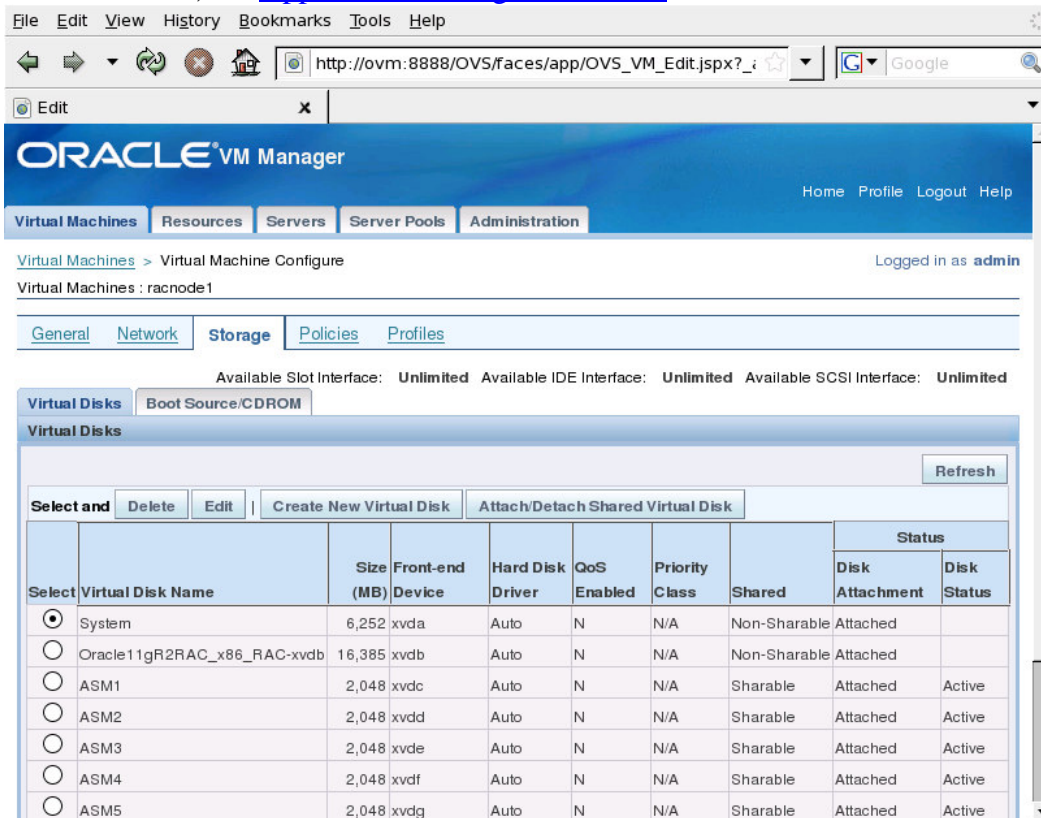 File Edit View History Bookmarks Tools Help
http://ovm:8888/OVS/faces/app/OVS_VM_Edit.jspx?_ G Google
Edit x
ORACLE VM Manager
Home Profile Logout Help
Virtual Machines Resources Servers Server Pools Administration
Virtual Machines > Virtual Machine Configure Logged in as admin
Virtual Machines : racnode1
General Network Storage Policies Profiles
Available Slot Interface: Unlimited Available IDE Interface: Unlimited Available SCSI Interface: Unlimited
Virtual Disks Boot Source/CDROM
Virtual Disks
Refresh
Select and Delete Edit | Create New Virtual Disk Attach/Detach Shared Virtual Disk
Status
Size Front-end Hard Disk QoS Priority Disk Disk
Select Virtual Disk Name (MB) Device Driver Enabled Class Shared Attachment Status
System 6,252 xvda Auto N N/A Non-Sharable Attached
Oracle11gR2RAC_x86_RAC-xvdb 16,385 xvdb Auto N N/A Non-Sharable Attached
ASM1 2,048 xvdc Auto N N/A Sharable Attached Active
ASM2 2,048 xvdd Auto N N/A Sharable Attached Active
ASM3 2,048 xvde Auto N N/A Sharable Attached Active
ASM4 2,048 xvdf Auto N N/A Sharable Attached Active
ASM5 2,048 xvdg Auto N N/A Sharable Attached Active